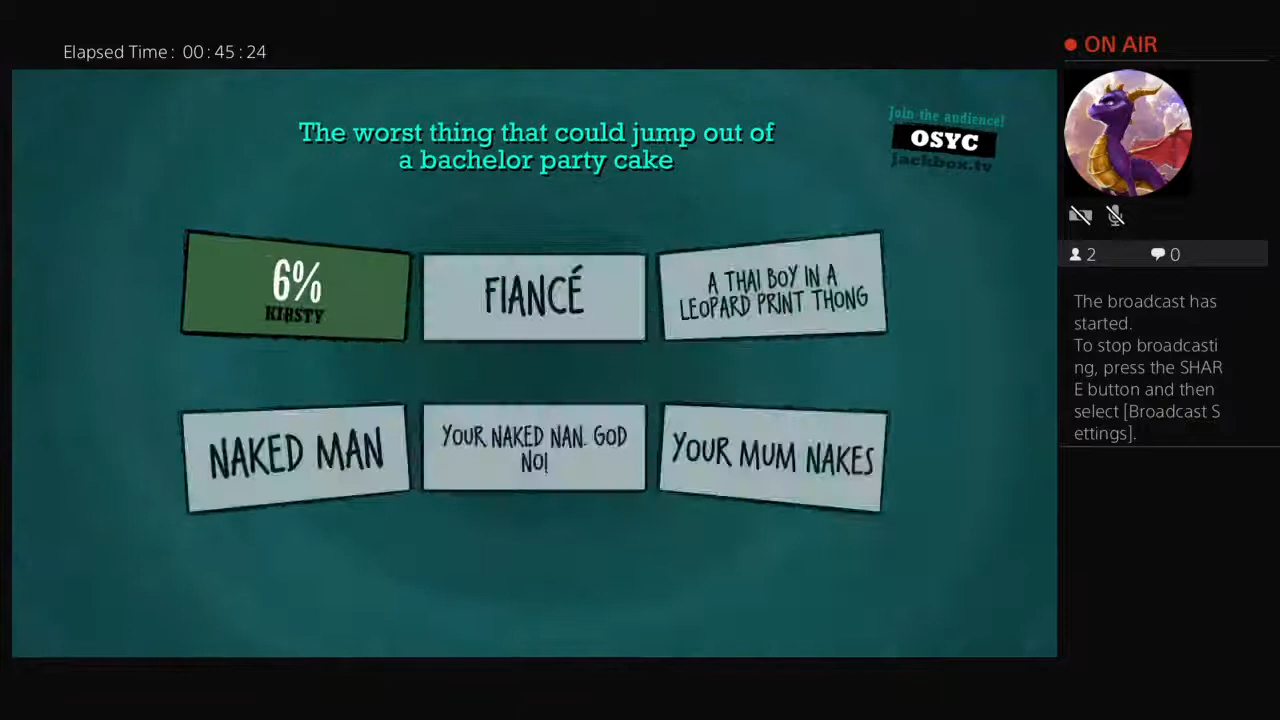 Elapsed Time: 00:45:24
ON AIR
The worst thing that could jump out of
a bachelor party cake
Join the audience!
OSYC
jackbox.tv
6%
KIRSTY
FIANCÉ
A THAI BOY IN A
LEOPARD PRINT THONG
NAKED MAN
YOUR NAKED NAN. GOD
NO!
YOUR MUM NAKES
2
0
The broadcast has
started.
To stop broadcasti
ng, press the SHAR
E button and then
select [Broadcast S
ettings].